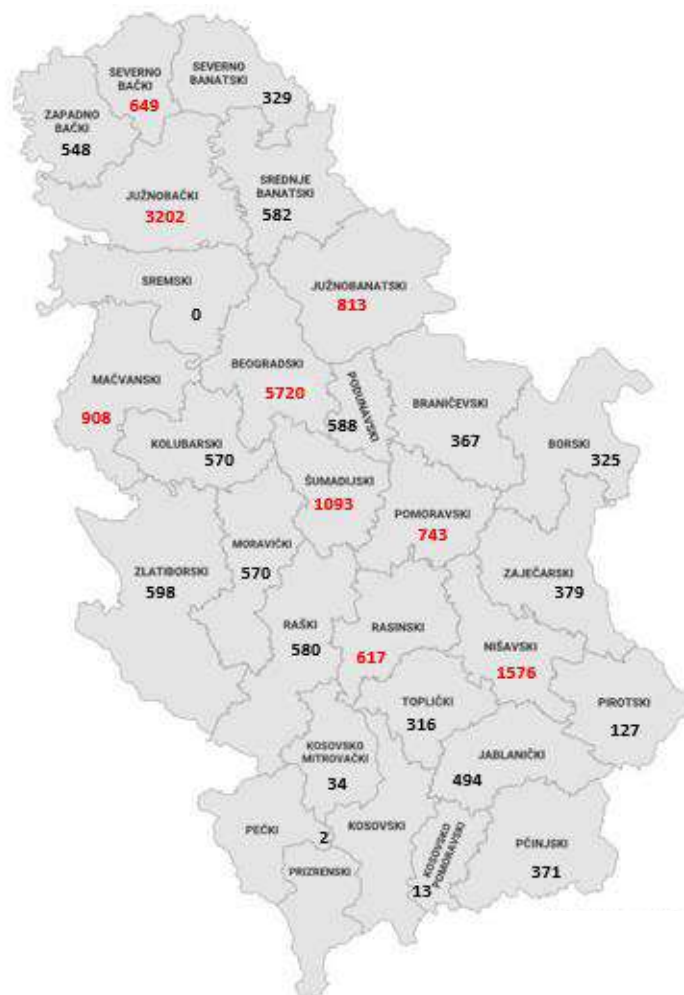 SEVERNO
BAČKI
649
SEVERNO
BANATSKI
329
ZAPADNO
BAČKI
548
JUŽNOBAČKI
3202
SREDNJE
BANATSKI
582
SREMSKI
0
JUŽNOBANATSKI
813
MAČVANSKI
908
BEOGRADSKI
5720
PODUNAVSKI
588
BRANIČEVSKI
367
BORSKI
325
KOLUBARSKI
570
ŠUMADIJSKI
1093
POMORAVSKI
743
ZLATIBORSKI
598
MORAVIČKI
570
ZAJEČARSKI
379
RAŠKI
580
RASINSKI
617
NIŠAVSKI
1576
TOPLIČKI
316
PIROTSKI
127
KOSOVSKO
MITROVAČKI
34
JABLANIČKI
494
PEĆKI
2
KOSOVSKI
KOSOVSKO
POMORAVSKI
13
PČINJSKI
371
PRIZRENSKI